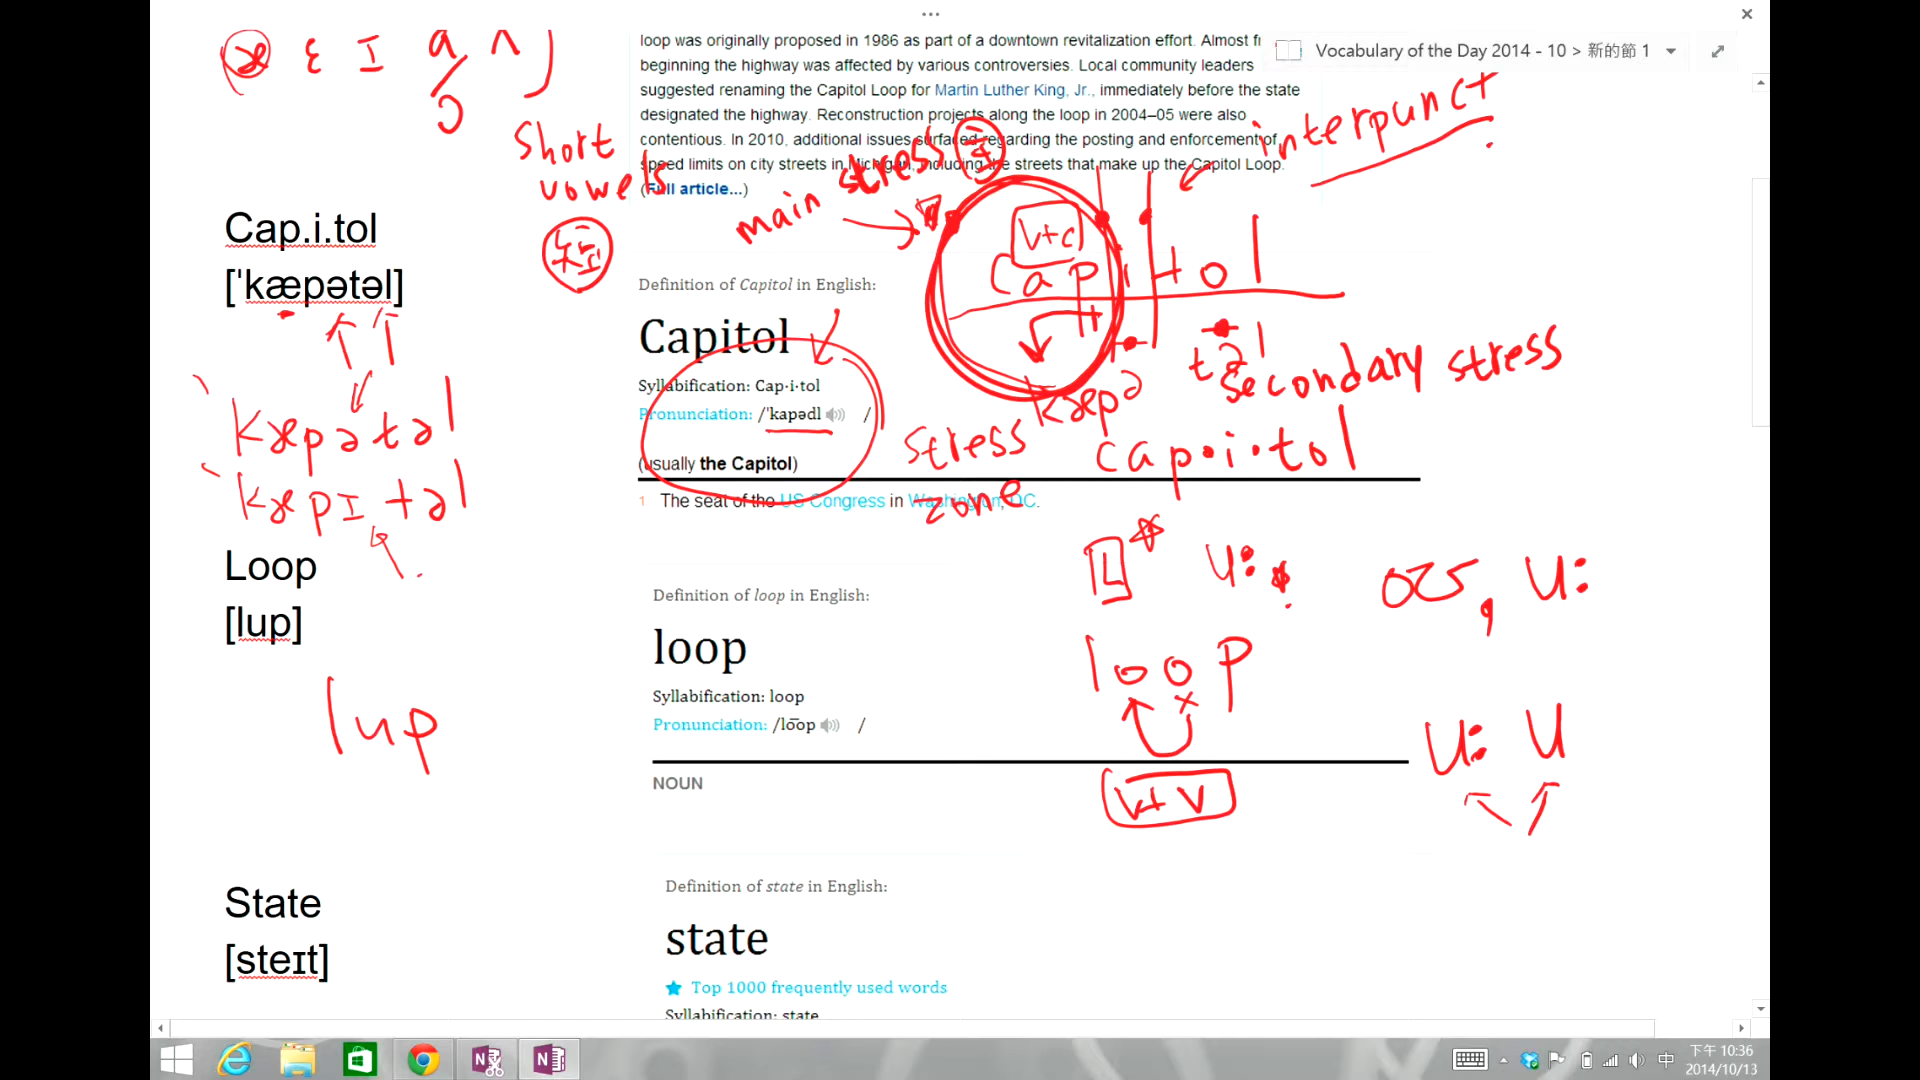 ...
loop was originally proposed in 1986 as part of a downtown revitalization effort. Almost fr
beginning the highway was affected by various controversies. Local community leaders
suggested renaming the Capitol Loop for Martin Luther King, Jr., immediately before the state
designated the highway. Reconstruction projects along the loop in 2004–05 were also
contentious. In 2010, additional issues surfaced regarding the posting and enforcement of
speed limits on city streets in Michigan, including the streets that make up the Capitol Loop.
(Full article...)
Vocabulary of the Day 2014 - 10 > 新的節 1
æ ɛ ɪ a ʌ
ɔ
short
vowels
短
main stress
interpunct
v+c
Capitol
kæpə təl
secondary stress
stress
zone
cap·i·tol
Cap.i.tol
['kæpətəl]
kæpətəl
kæpɪtəl
Definition of Capitol in English:
Capitol
Syllabification: Cap·i·tol
Pronunciation: /ˈkapədl /
(usually the Capitol)
1 The seat of the US Congress in Washington, DC.
Loop
[lup]
lup
Definition of loop in English:
loop
Syllabification: loop
Pronunciation: /lo͞op /
NOUN
L
u:
u:
loop
v+v
u: u
State
[steɪt]
Definition of state in English:
state
Top 1000 frequently used words
Syllabification: state
中
下午 10:36
2014/10/13